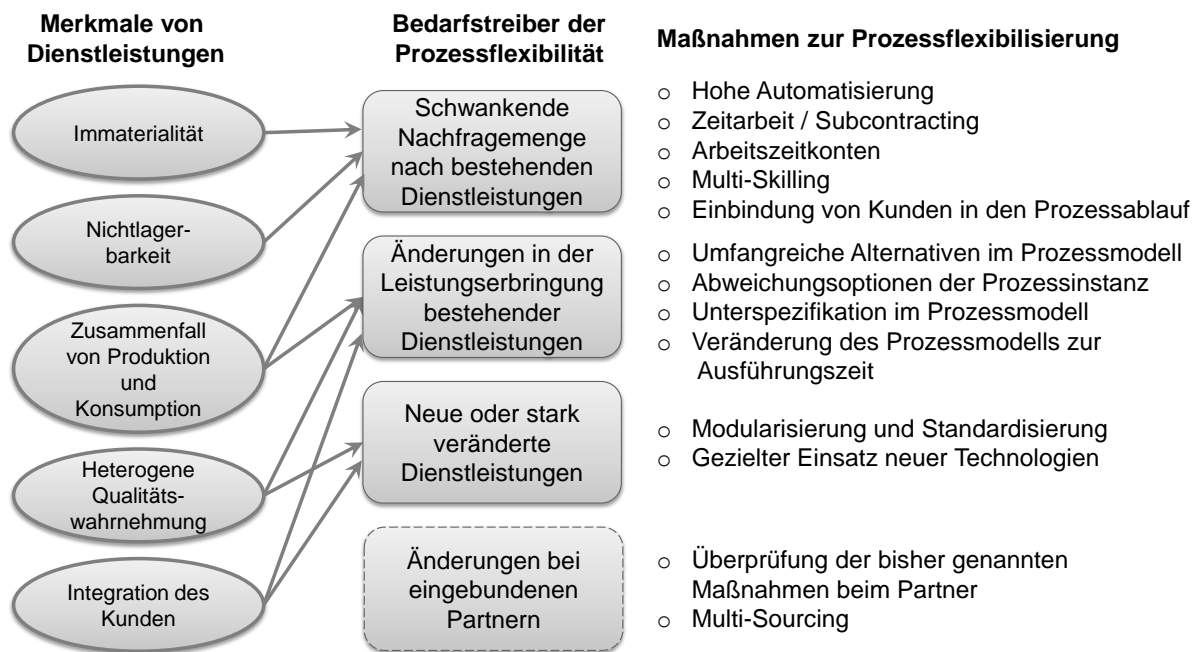 Merkmale von
Dienstleistungen
Immaterialität
Nichtlager-
barkeit
Zusammenfall
von Produktion
und
Konsumption
Heterogene
Qualitäts-
wahrnehmung
Integration des
Kunden
Bedarfstreiber der
Prozessflexibilität
Schwankende
Nachfragemenge
nach bestehenden
Dienstleistungen
Änderungen in der
Leistungserbringung
bestehender
Dienstleistungen
Neue oder stark
veränderte
Dienstleistungen
Änderungen bei
eingebundenen
Partnern
Maßnahmen zur Prozessflexibilisierung
o Hohe Automatisierung
o Zeitarbeit / Subcontracting
o Arbeitszeitkonten
o Multi-Skilling
o Einbindung von Kunden in den Prozessablauf
o Umfangreiche Alternativen im Prozessmodell
o Abweichungsoptionen der Prozessinstanz
o Unterspezifikation im Prozessmodell
o Veränderung des Prozessmodells zur
Ausführungszeit
o Modularisierung und Standardisierung
o Gezielter Einsatz neuer Technologien
o Überprüfung der bisher genannten
Maßnahmen beim Partner
o Multi-Sourcing